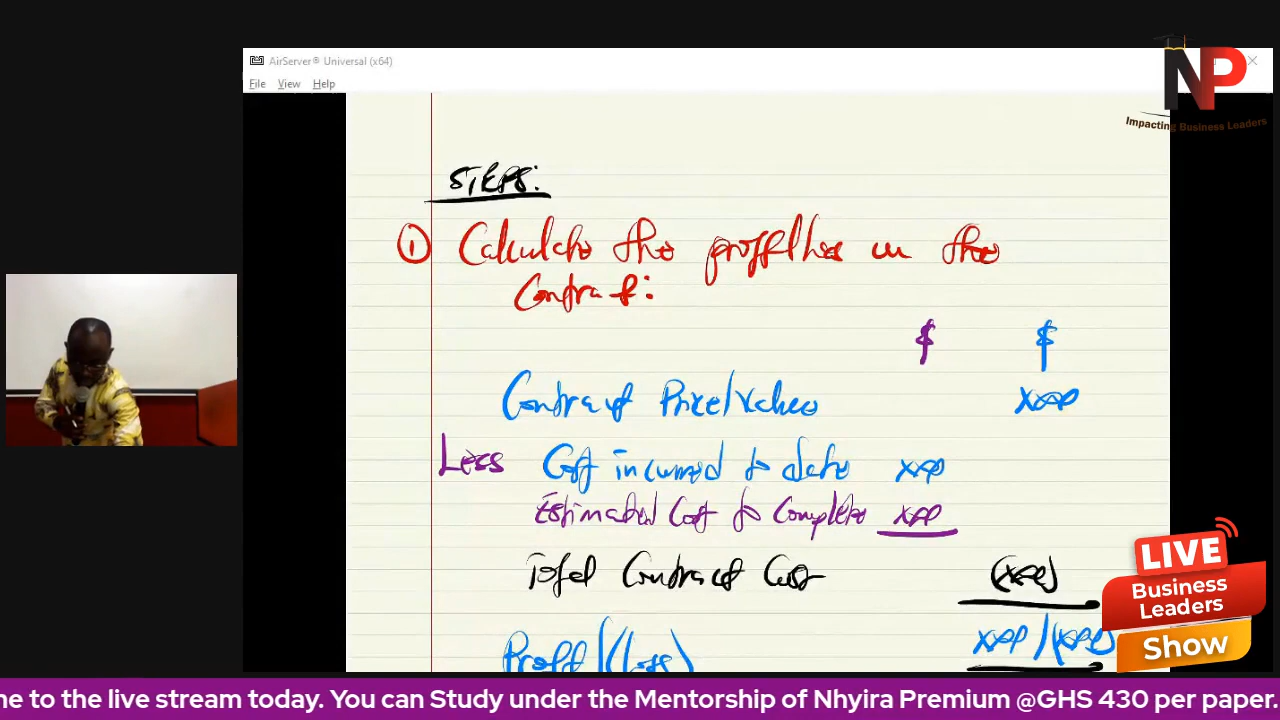 AirServer® Universal (x64)
File View Help
NP
Impacting Business Leaders
STEPS:
① Calculate the profit/loss in the
Contract:
$ $
Contract Price/Value xxx
Less Cost incurred to date xxx
Estimated Cost to Complete xxx
Total Contract Cost (xxx)
Profit/(Loss) xxx/(xxx)
LIVE
Business
Leaders
Show
me to the live stream today. You can Study under the Mentorship of Nhyira Premium @GHS 430 per paper.